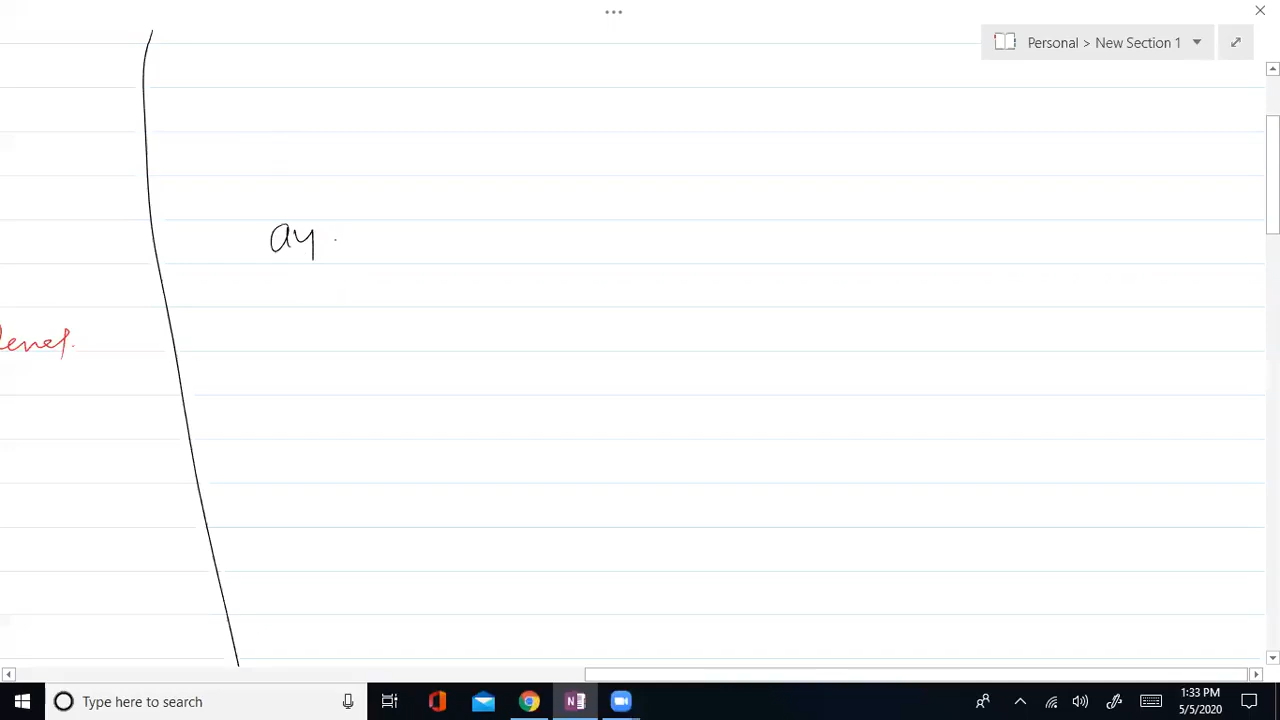 Personal > New Section 1
ay
Type here to search
1:33 PM
5/5/2020